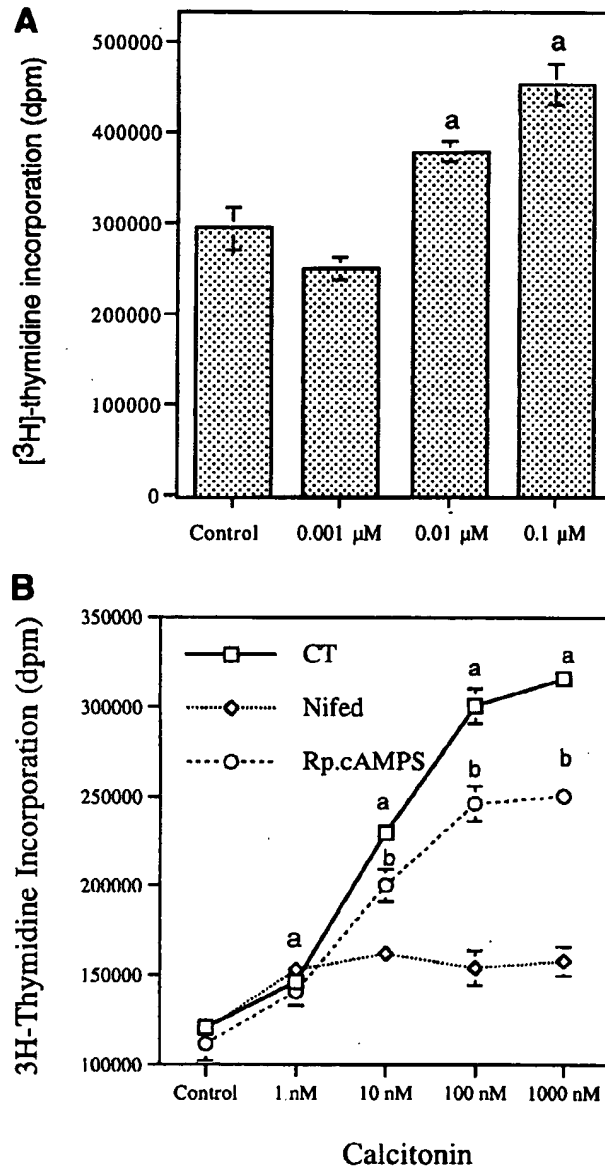 A
[³H]-thymidine incorporation (dpm)
500000
400000
300000
200000
100000
0
a
a
Control 0.001 µM 0.01 µM 0.1 µM
B
3H-Thymidine Incorporation (dpm)
350000
300000
250000
200000
150000
100000
CT
Nifed
Rp.cAMPS
a
a
a
a
b
b
b
Control 1 nM 10 nM 100 nM 1000 nM
Calcitonin